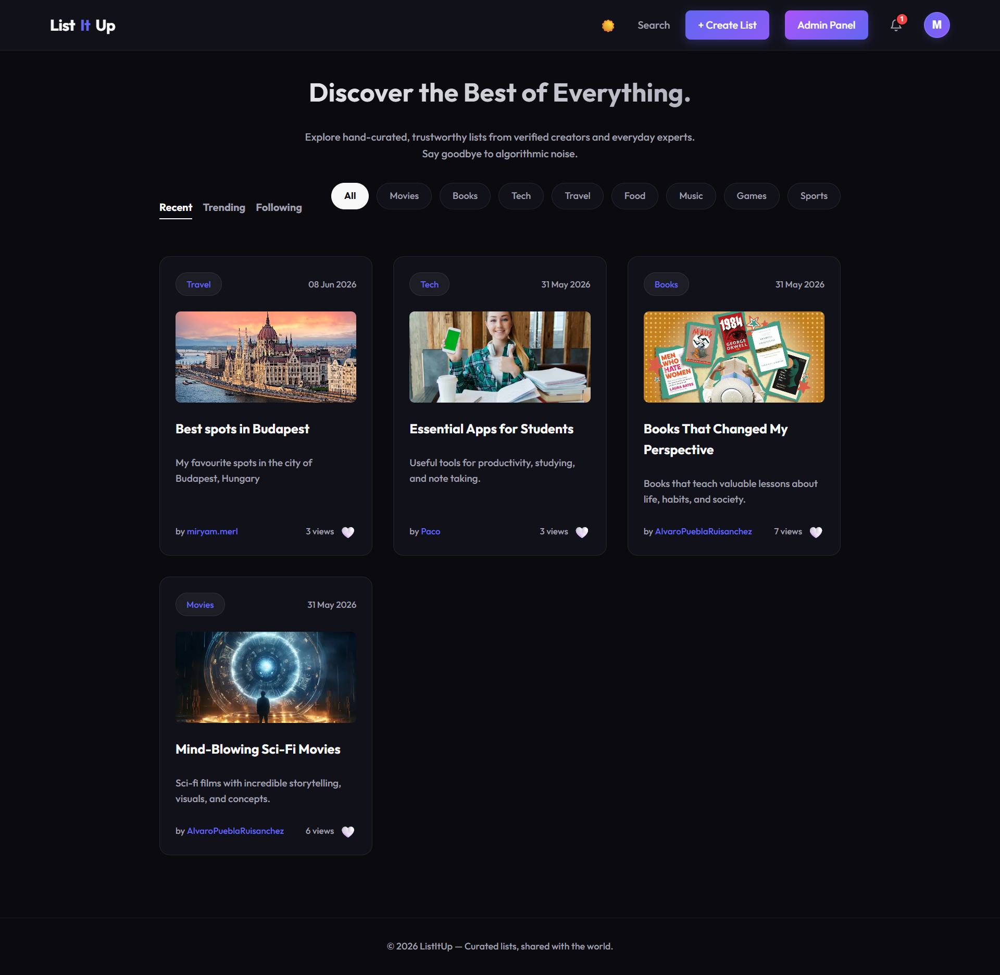 List It Up
Search
+ Create List
Admin Panel
1
M
Discover the Best of Everything.
Explore hand-curated, trustworthy lists from verified creators and everyday experts.
Say goodbye to algorithmic noise.
Recent
Trending
Following
All
Movies
Books
Tech
Travel
Food
Music
Games
Sports
Travel
08 Jun 2026
Best spots in Budapest
My favourite spots in the city of
Budapest, Hungary
by miryam.merl
3 views
Tech
31 May 2026
Essential Apps for Students
Useful tools for productivity, studying,
and note taking.
by Paco
3 views
Books
31 May 2026
MEN
WHO
HATE
WOMEN
LAURA BATES
MAUS
1984
GEORGE
ORWELL
Books That Changed My
Perspective
Books that teach valuable lessons about
life, habits, and society.
by AlvaroPueblaRuisanchez
7 views
Movies
31 May 2026
Mind-Blowing Sci-Fi Movies
Sci-fi films with incredible storytelling,
visuals, and concepts.
by AlvaroPueblaRuisanchez
6 views
© 2026 ListItUp — Curated lists, shared with the world.